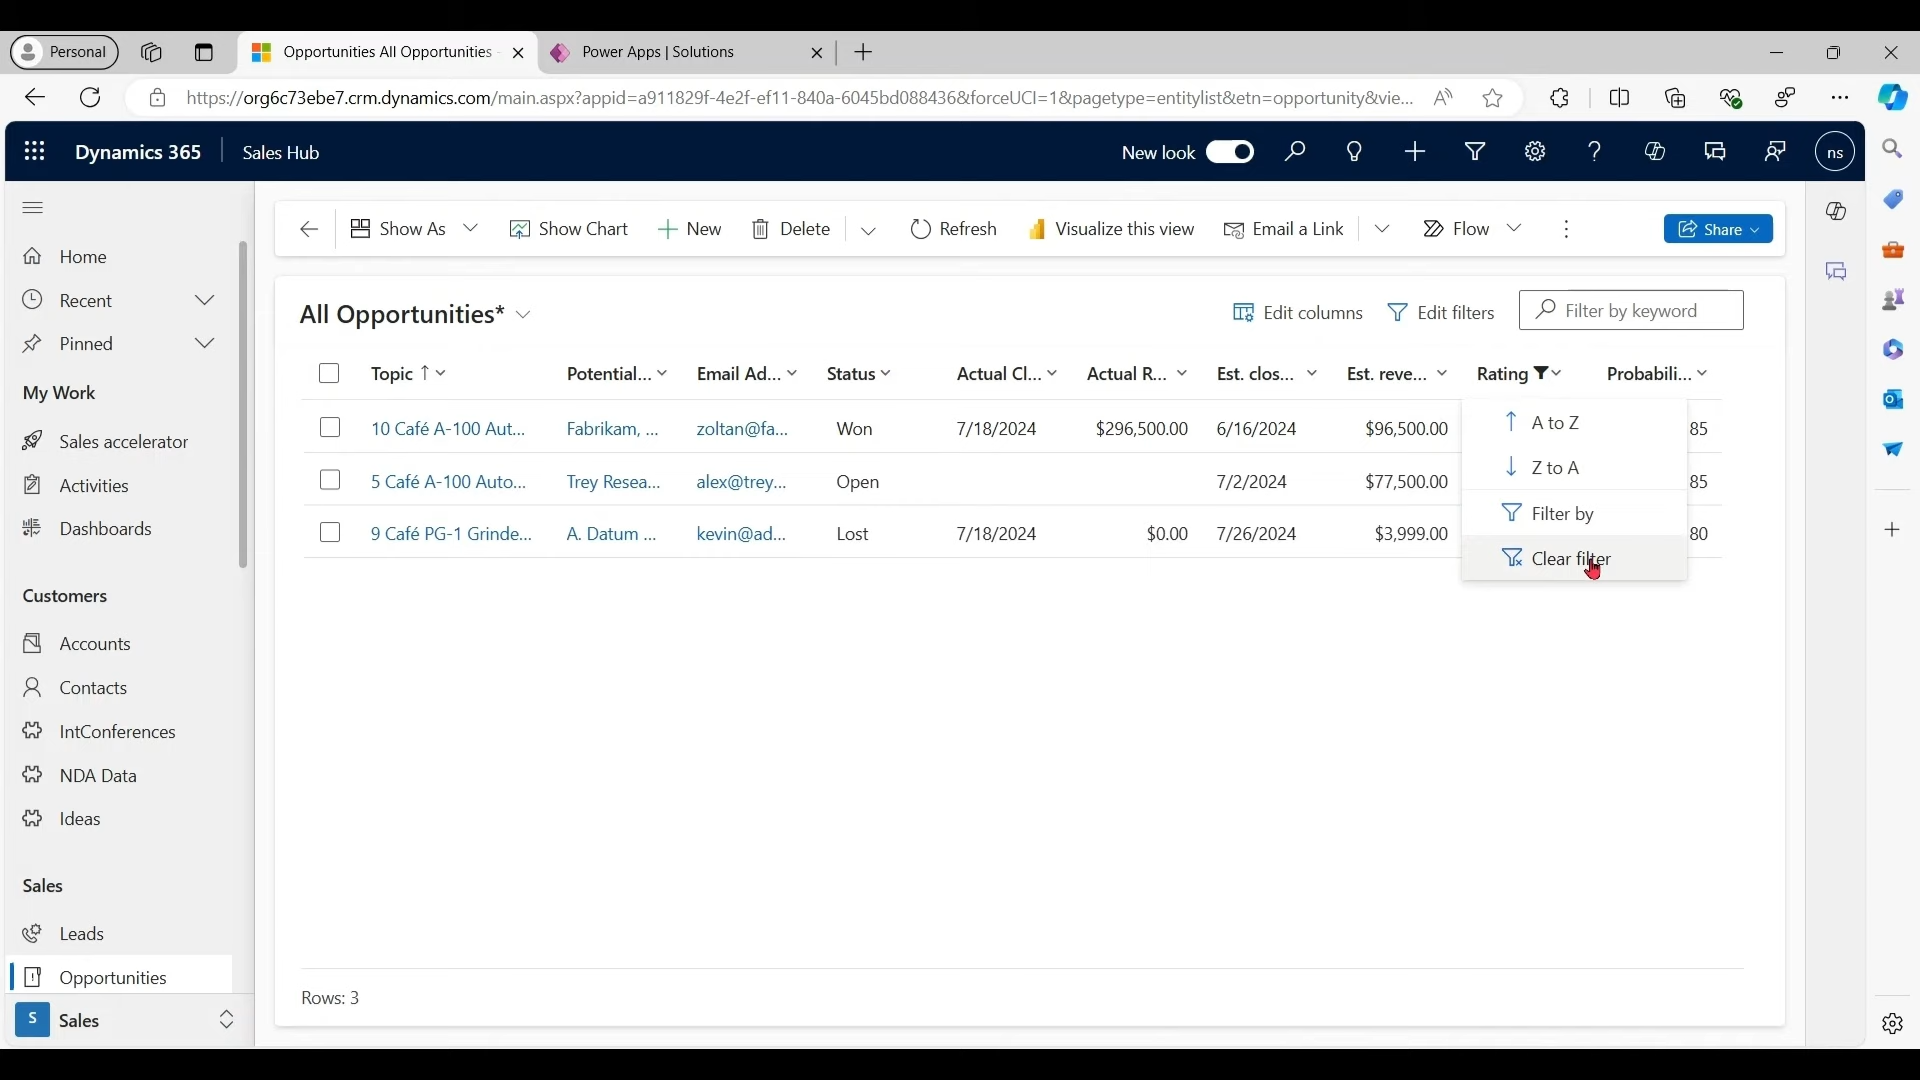 Personal
Opportunities All Opportunities -
Power Apps | Solutions
https://org6c73ebe7.crm.dynamics.com/main.aspx?appid=a911829f-4e2f-ef11-840a-6045bd088436&forceUCI=1&pagetype=entitylist&etn=opportunity&vie...
Dynamics 365
Sales Hub
New look
ns
Show As
Show Chart
New
Delete
Refresh
Visualize this view
Email a Link
Flow
Share
Home
Recent
Pinned
My Work
Sales accelerator
Activities
Dashboards
Customers
Accounts
Contacts
IntConferences
NDA Data
Ideas
Sales
Leads
Opportunities
S Sales
All Opportunities*
Edit columns
Edit filters
Filter by keyword
Topic ↑ Potential... Email Ad... Status Actual Cl... Actual R... Est. clos... Est. reve... Rating Probabili...
10 Café A-100 Aut... Fabrikam, ... zoltan@fa... Won 7/18/2024 $296,500.00 6/16/2024 $96,500.00 85
5 Café A-100 Auto... Trey Resea... alex@trey... Open 7/2/2024 $77,500.00 85
9 Café PG-1 Grinde... A. Datum ... kevin@ad... Lost 7/18/2024 $0.00 7/26/2024 $3,999.00 80
A to Z
Z to A
Filter by
Clear filter
Rows: 3